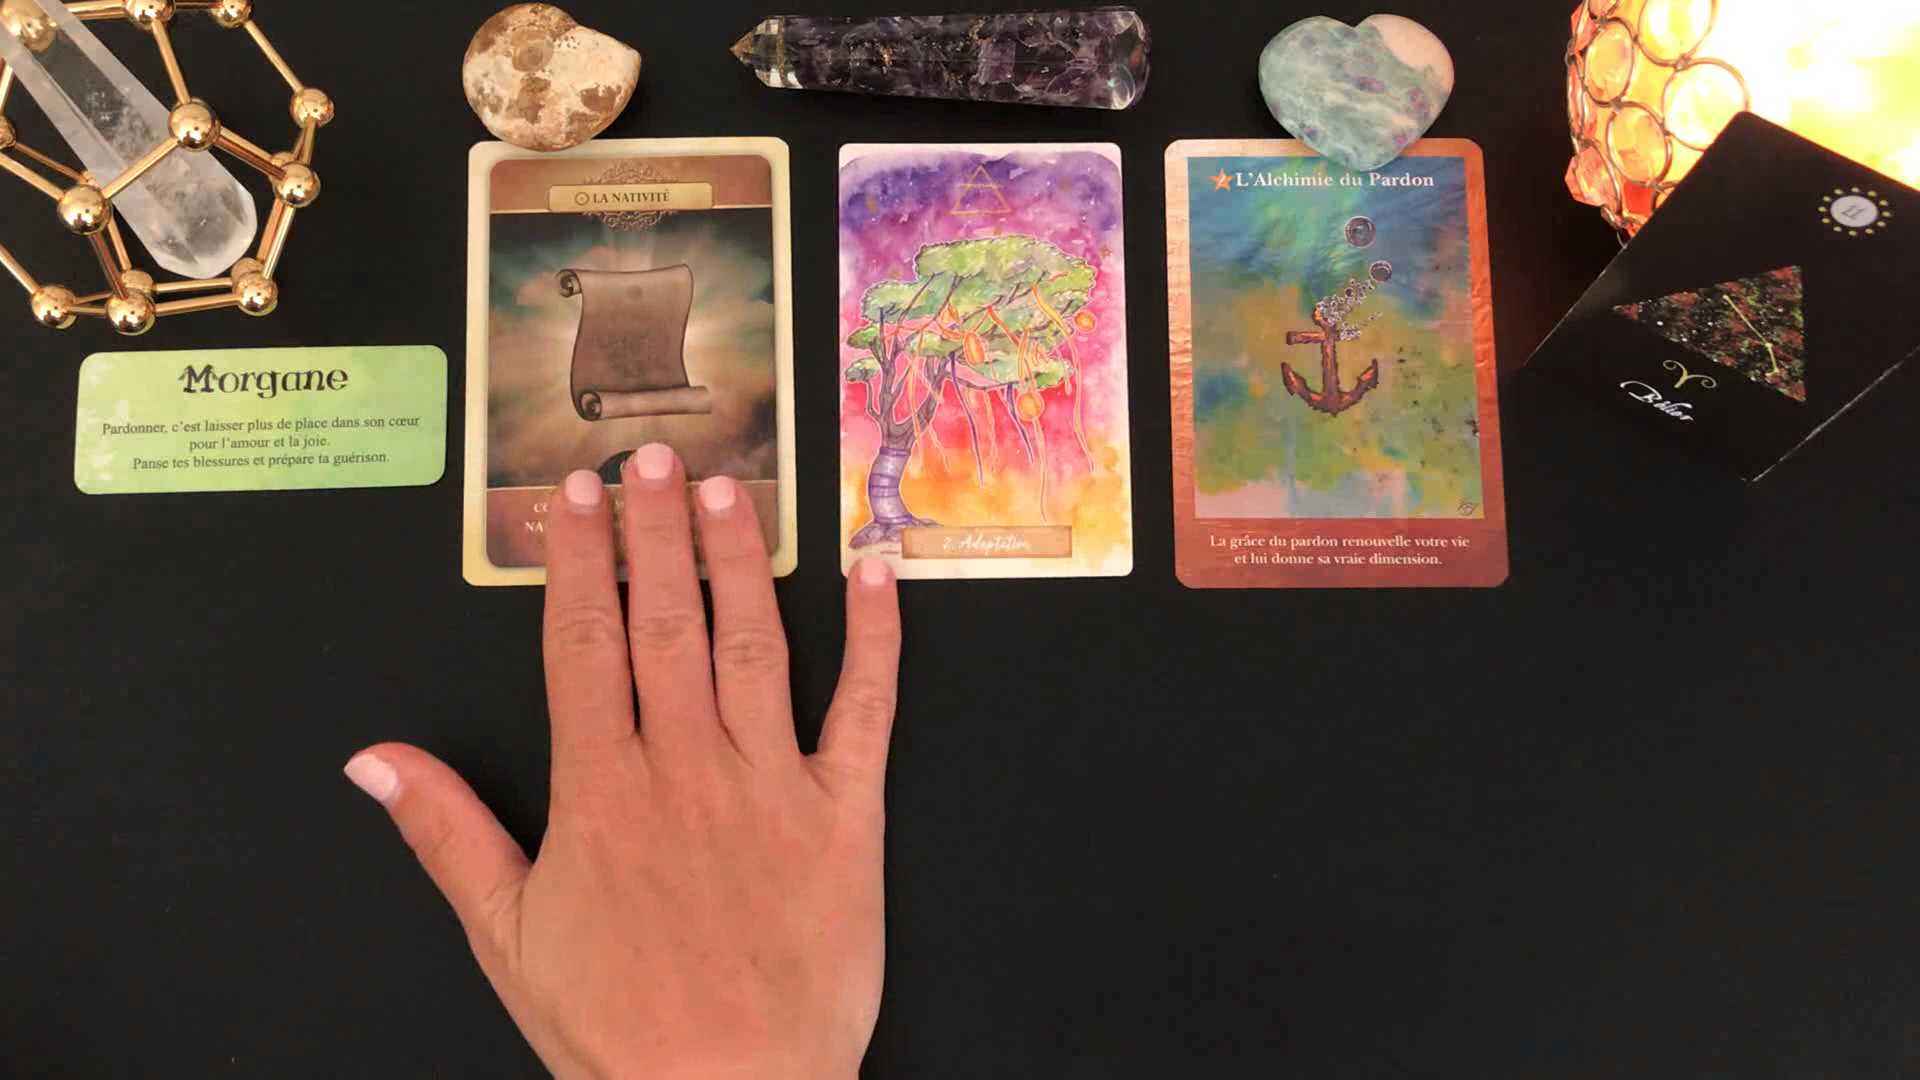 Morgane
Pardonner, c'est laisser plus de place dans son cœur
pour l'amour et la joie.
Panse tes blessures et prépare ta guérison.
LA NATIVITÉ
2. Adaptation
L'Alchimie du Pardon
La grâce du pardon renouvelle votre vie
et lui donne sa vraie dimension.
Bélier